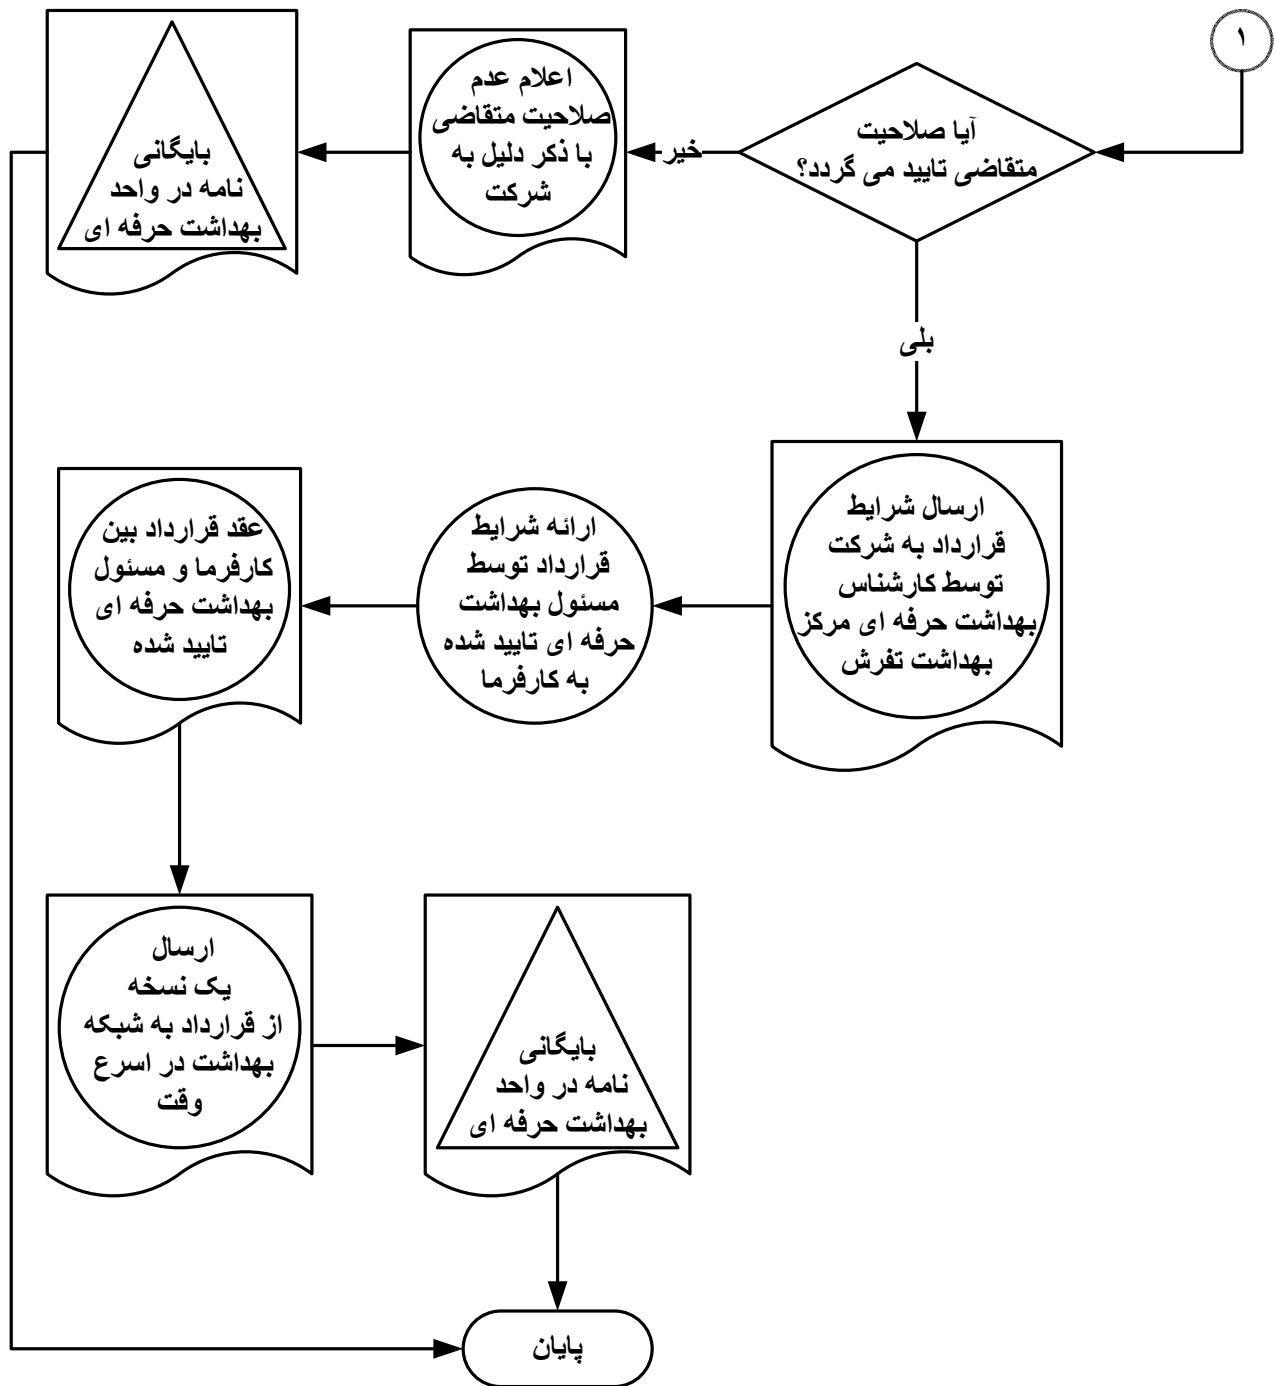 ۱
آیا صلاحیت
متقاضی تایید می گردد؟
خیر
اعلام عدم
صلاحیت متقاضی
با ذکر دلیل به
شرکت
بایگانی
نامه در واحد
بهداشت حرفه ای
بلی
ارسال شرایط
قرارداد به شرکت
توسط کارشناس
بهداشت حرفه ای مرکز
بهداشت تفرش
ارائه شرایط
قرارداد توسط
مسئول بهداشت
حرفه ای تایید شده
به کارفرما
عقد قرارداد بین
کارفرما و مسئول
بهداشت حرفه ای
تایید شده
ارسال
یک نسخه
از قرارداد به شبکه
بهداشت در اسرع
وقت
بایگانی
نامه در واحد
بهداشت حرفه ای
پایان